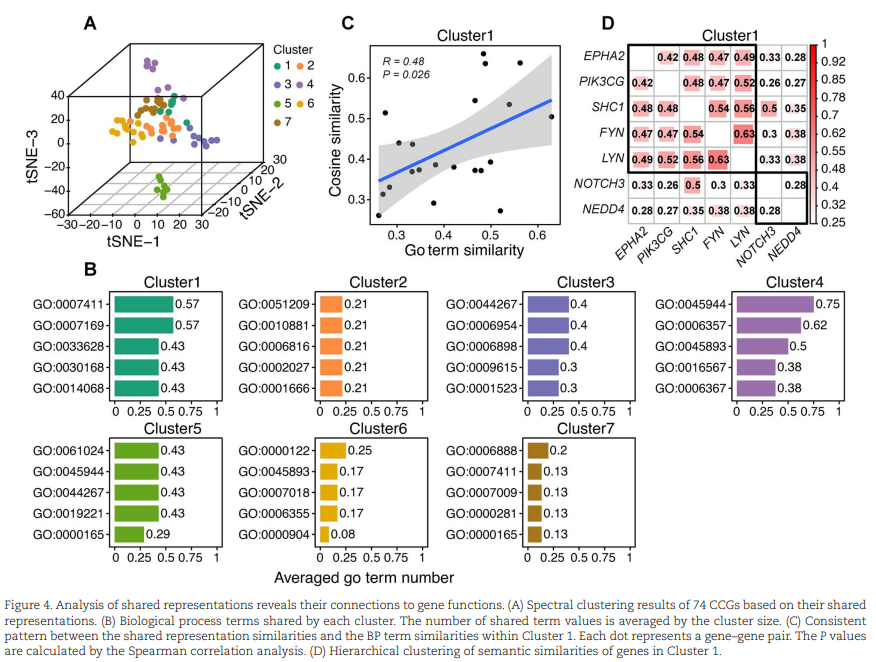 A
Cluster
1 2
3 4
5 6
7
40
20
0
−20
−40
−60
tSNE−3
−30 −20 −10 0 10 20 30
tSNE−1
−20 −10 0 10 20 30
tSNE−2
C
Cluster1
R = 0.48
P = 0.026
0.6
0.5
0.4
0.3
Cosine similarity
0.3 0.4 0.5 0.6
Go term similarity
D
Cluster1
EPHA2 0.42 0.48 0.47 0.49 0.33 0.28
PIK3CG 0.42 0.48 0.47 0.52 0.26 0.27
SHC1 0.48 0.48 0.54 0.56 0.5 0.35
FYN 0.47 0.47 0.54 0.63 0.3 0.38
LYN 0.49 0.52 0.56 0.63 0.33 0.38
NOTCH3 0.33 0.26 0.5 0.3 0.33 0.28
NEDD4 0.28 0.27 0.35 0.38 0.38 0.28
EPHA2 PIK3CG SHC1 FYN LYN NOTCH3 NEDD4
1
0.92
0.85
0.78
0.7
0.62
0.55
0.48
0.4
0.32
0.25
B
Cluster1
GO:0007411 0.57
GO:0007169 0.57
GO:0033628 0.43
GO:0030168 0.43
GO:0014068 0.43
0 0.25 0.5 0.75 1
Cluster2
GO:0051209 0.21
GO:0010881 0.21
GO:0006816 0.21
GO:0002027 0.21
GO:0001666 0.21
0 0.25 0.5 0.75 1
Cluster3
GO:0044267 0.4
GO:0006954 0.4
GO:0006898 0.4
GO:0009615 0.3
GO:0001523 0.3
0 0.25 0.5 0.75 1
Cluster4
GO:0045944 0.75
GO:0006357 0.62
GO:0045893 0.5
GO:0016567 0.38
GO:0006367 0.38
0 0.25 0.5 0.75 1
Cluster5
GO:0061024 0.43
GO:0045944 0.43
GO:0044267 0.43
GO:0019221 0.43
GO:0000165 0.29
0 0.25 0.5 0.75 1
Cluster6
GO:0000122 0.25
GO:0045893 0.17
GO:0007018 0.17
GO:0006355 0.17
GO:0000904 0.08
0 0.25 0.5 0.75 1
Cluster7
GO:0006888 0.2
GO:0007411 0.13
GO:0007009 0.13
GO:0000281 0.13
GO:0000165 0.13
0 0.25 0.5 0.75 1
Averaged go term number
Figure 4. Analysis of shared representations reveals their connections to gene functions. (A) Spectral clustering results of 74 CCGs based on their shared
representations. (B) Biological process terms shared by each cluster. The number of shared term values is averaged by the cluster size. (C) Consistent
pattern between the shared representation similarities and the BP term similarities within Cluster 1. Each dot represents a gene–gene pair. The P values
are calculated by the Spearman correlation analysis. (D) Hierarchical clustering of semantic similarities of genes in Cluster 1.